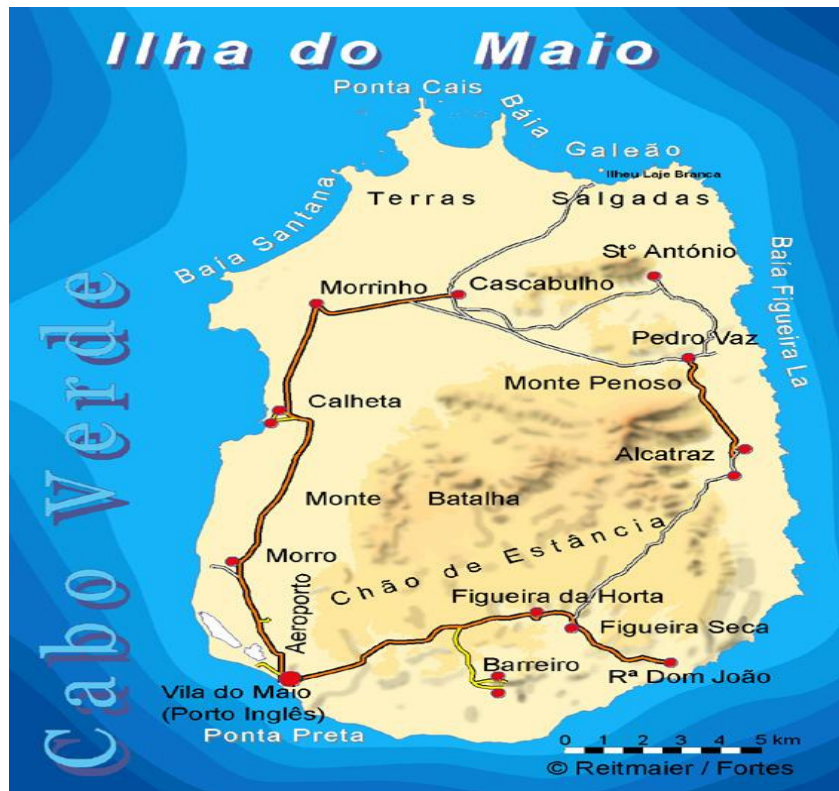 Ilha do Maio
Ponta Cais
Báia Galeão
Ilheu Laje Branca
Terras Salgadas
Baía Santana
St° António
Baía Figueira La
Morrinho
Cascabulho
Pedro Vaz
Monte Penoso
Calheta
Alcatraz
Monte Batalha
Cabo Verde
Chão de Estância
Morro
Aeroporto
Figueira da Horta
Figueira Seca
Barreiro
Rª Dom João
Vila do Maio
(Porto Inglês)
Ponta Preta
0 1 2 3 4 5 km
© Reitmaier / Fortes